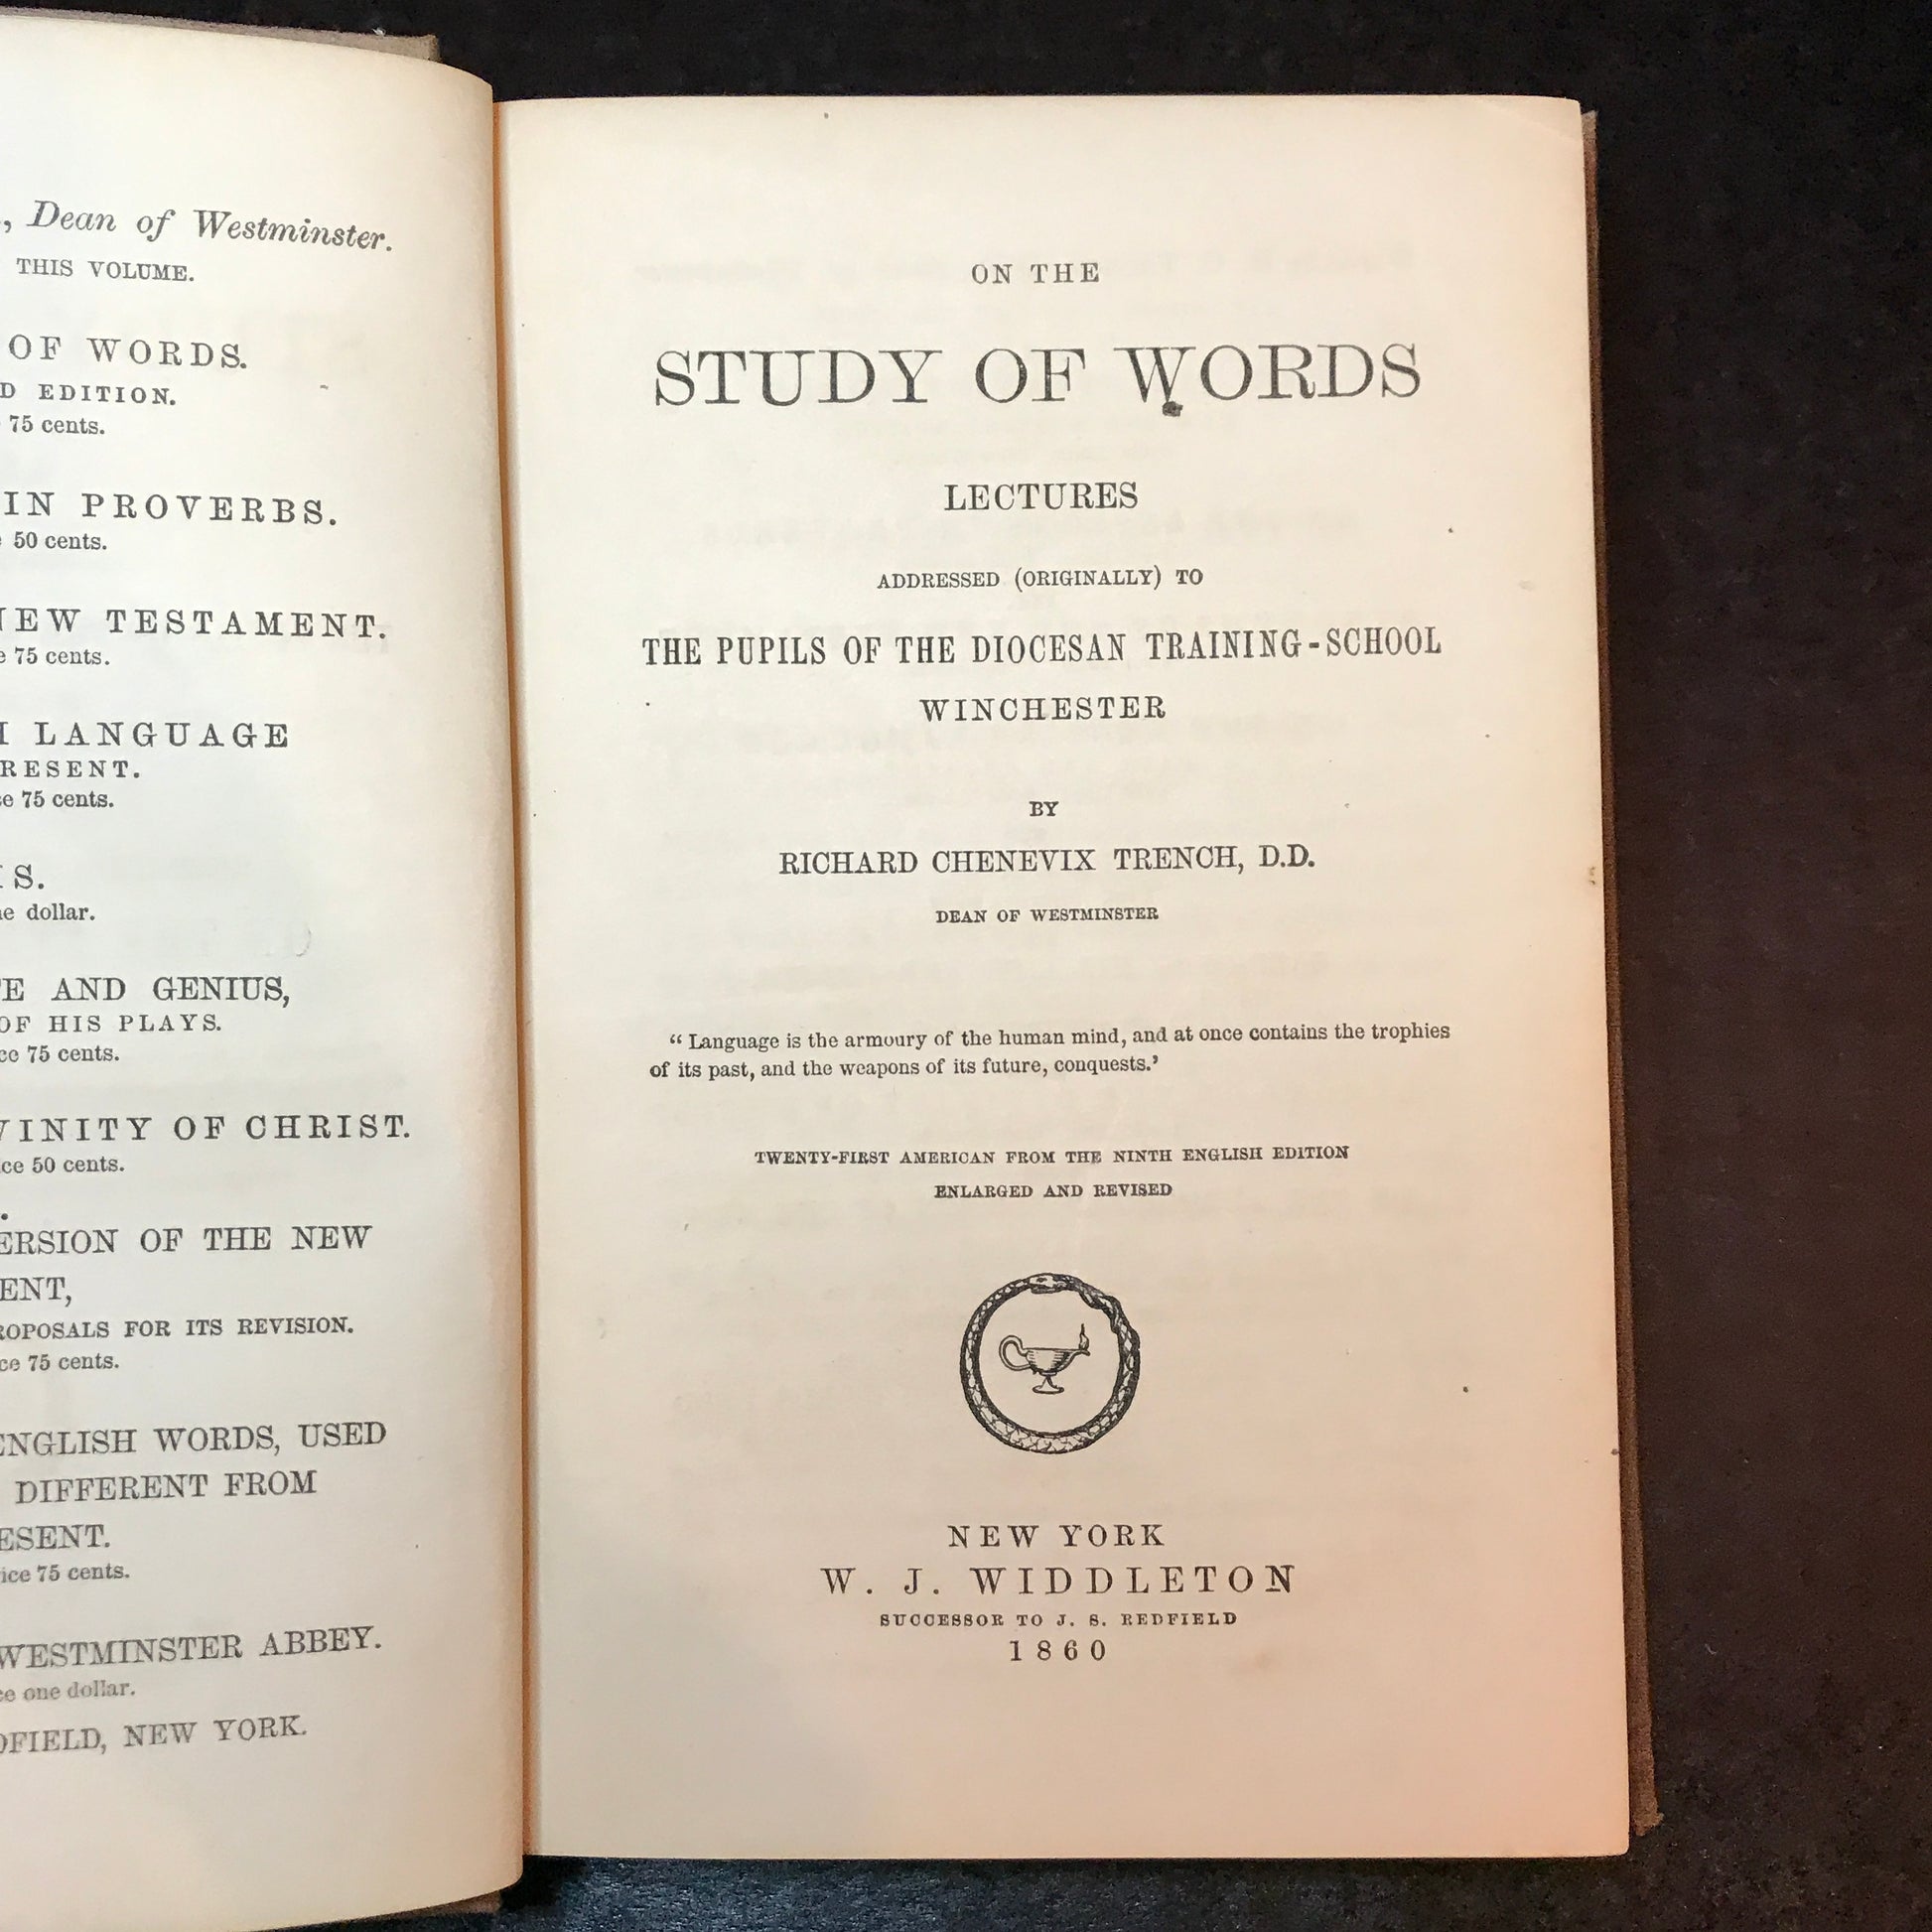 , Dean of Westminster.
THIS VOLUME.
OF WORDS.
D EDITION.
75 cents.
IN PROVERBS.
50 cents.
NEW TESTAMENT.
75 cents.
LANGUAGE
RESENT.
75 cents.
IS.
dollar.
AND GENIUS,
OF HIS PLAYS.
75 cents.
VINITY OF CHRIST.
50 cents.
ERSION OF THE NEW
ENT,
ROPOSALS FOR ITS REVISION.
75 cents.
ENGLISH WORDS, USED
DIFFERENT FROM
ESENT.
ice 75 cents.
WESTMINSTER ABBEY.
one dollar.
DFIELD, NEW YORK.
ON THE
STUDY OF WORDS
LECTURES
ADDRESSED (ORIGINALLY) TO
THE PUPILS OF THE DIOCESAN TRAINING-SCHOOL
WINCHESTER
BY
RICHARD CHENEVIX TRENCH, D.D.
DEAN OF WESTMINSTER
“ Language is the armoury of the human mind, and at once contains the trophies
of its past, and the weapons of its future, conquests.’
TWENTY-FIRST AMERICAN FROM THE NINTH ENGLISH EDITION
ENLARGED AND REVISED
NEW YORK
W. J. WIDDLETON
SUCCESSOR TO J. S. REDFIELD
1860